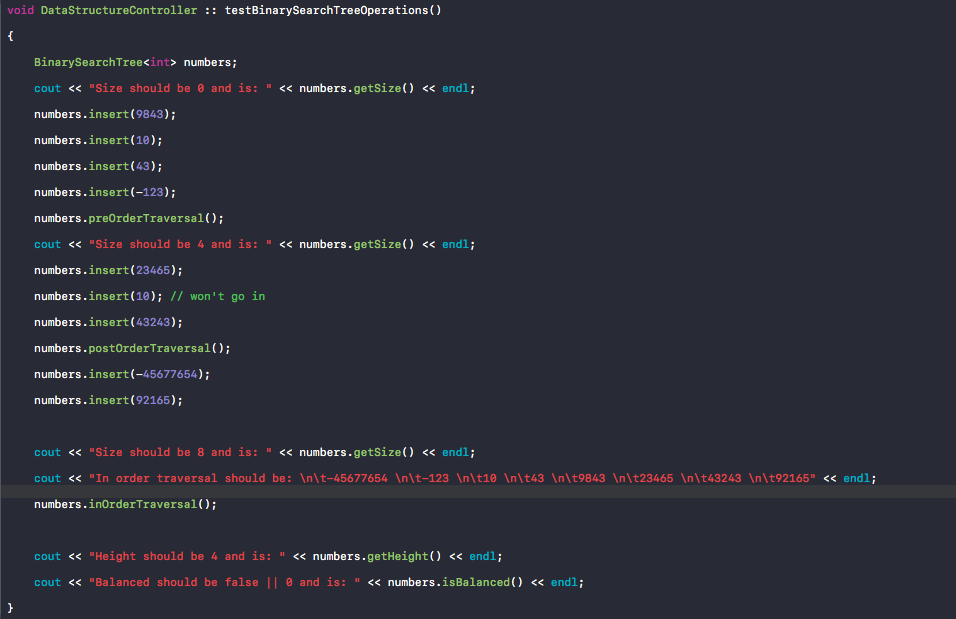 void DataStructureController :: testBinarySearchTreeOperations()
{
    BinarySearchTree<int> numbers;
    cout << "Size should be 0 and is: " << numbers.getSize() << endl;
    numbers.insert(9843);
    numbers.insert(10);
    numbers.insert(43);
    numbers.insert(-123);
    numbers.preOrderTraversal();
    cout << "Size should be 4 and is: " << numbers.getSize() << endl;
    numbers.insert(23465);
    numbers.insert(10); // won't go in
    numbers.insert(43243);
    numbers.postOrderTraversal();
    numbers.insert(-45677654);
    numbers.insert(92165);
    cout << "Size should be 8 and is: " << numbers.getSize() << endl;
    cout << "In order traversal should be: \n\t-45677654 \n\t-123 \n\t10 \n\t43 \n\t9843 \n\t23465 \n\t43243 \n\t92165" << endl;
    numbers.inOrderTraversal();
    cout << "Height should be 4 and is: " << numbers.getHeight() << endl;
    cout << "Balanced should be false || 0 and is: " << numbers.isBalanced() << endl;
}